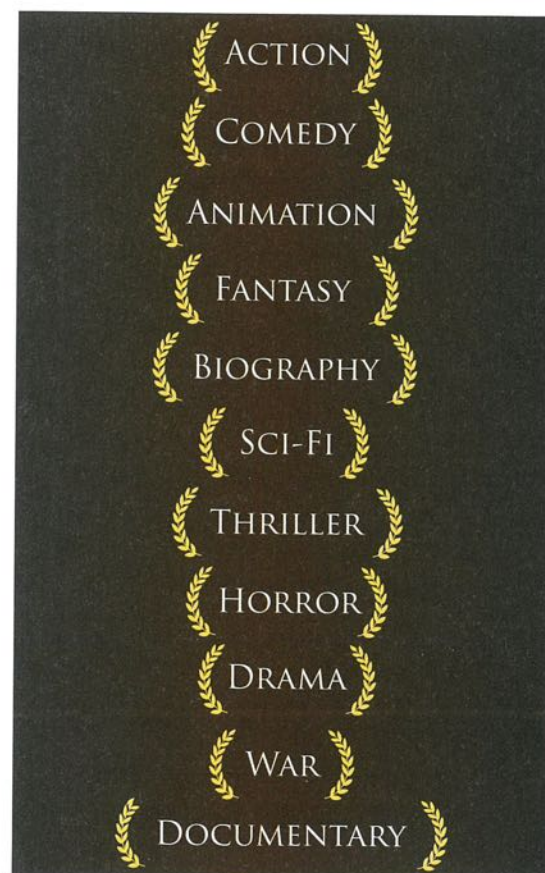 ACTION
COMEDY
ANIMATION
FANTASY
BIOGRAPHY
SCI-FI
THRILLER
HORROR
DRAMA
WAR
DOCUMENTARY